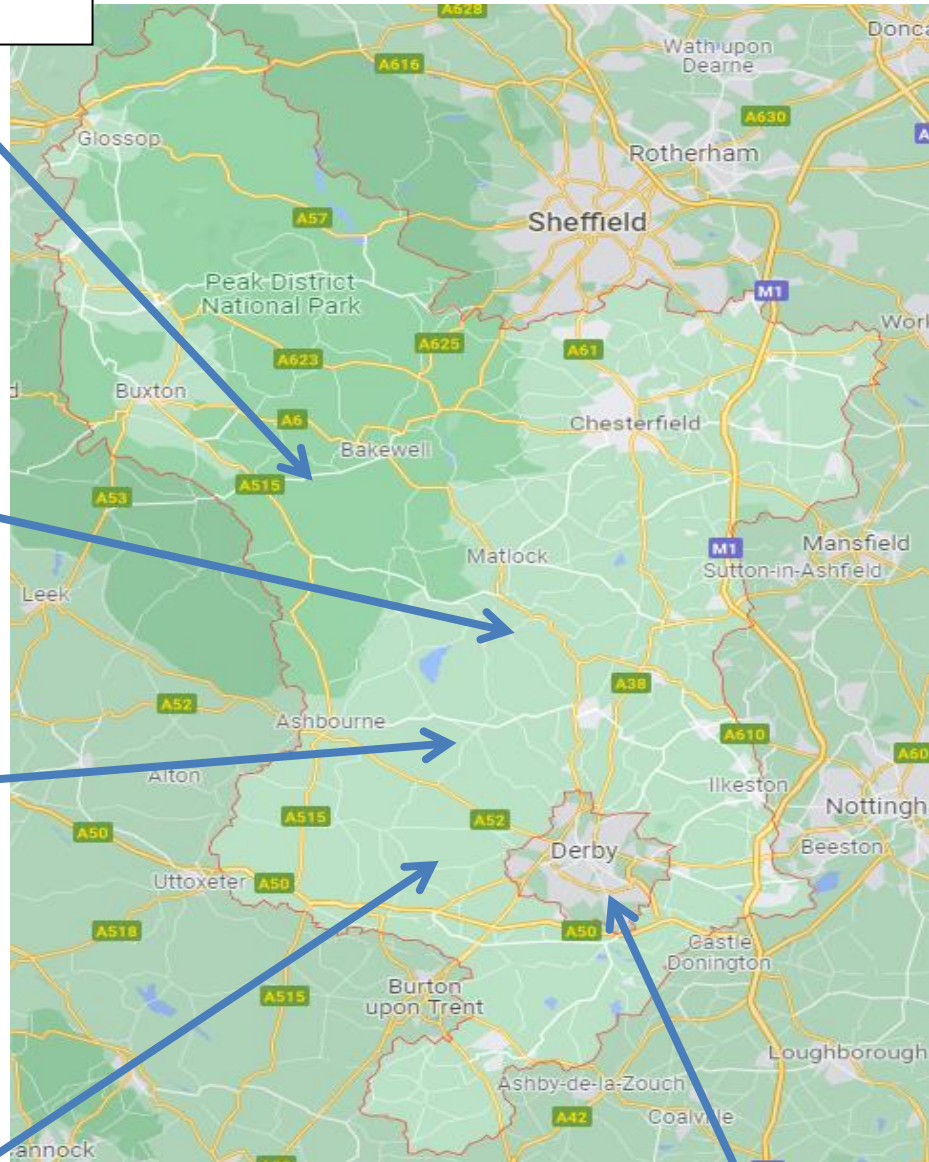 A628
Donca
Wath upon
Dearne
A616
A630
A
Glossop
Rotherham
A57
Sheffield
Peak District
National Park
M1
Work
A625
A61
A623
d
Buxton
A6
Chesterfield
Bakewell
A515
A53
Matlock
M1
Mansfield
Sutton-in-Ashfield
Leek
A38
A52
Ashbourne
A610
A60
Alton
Ilkeston
Nottingh
A515
A52
A50
Derby
Beeston
Uttoxeter
A50
A518
A50
Castle
Donington
Burton
upon Trent
A515
Loughborough
Ashby-de-la-Zouch
A42
Coalville
annock